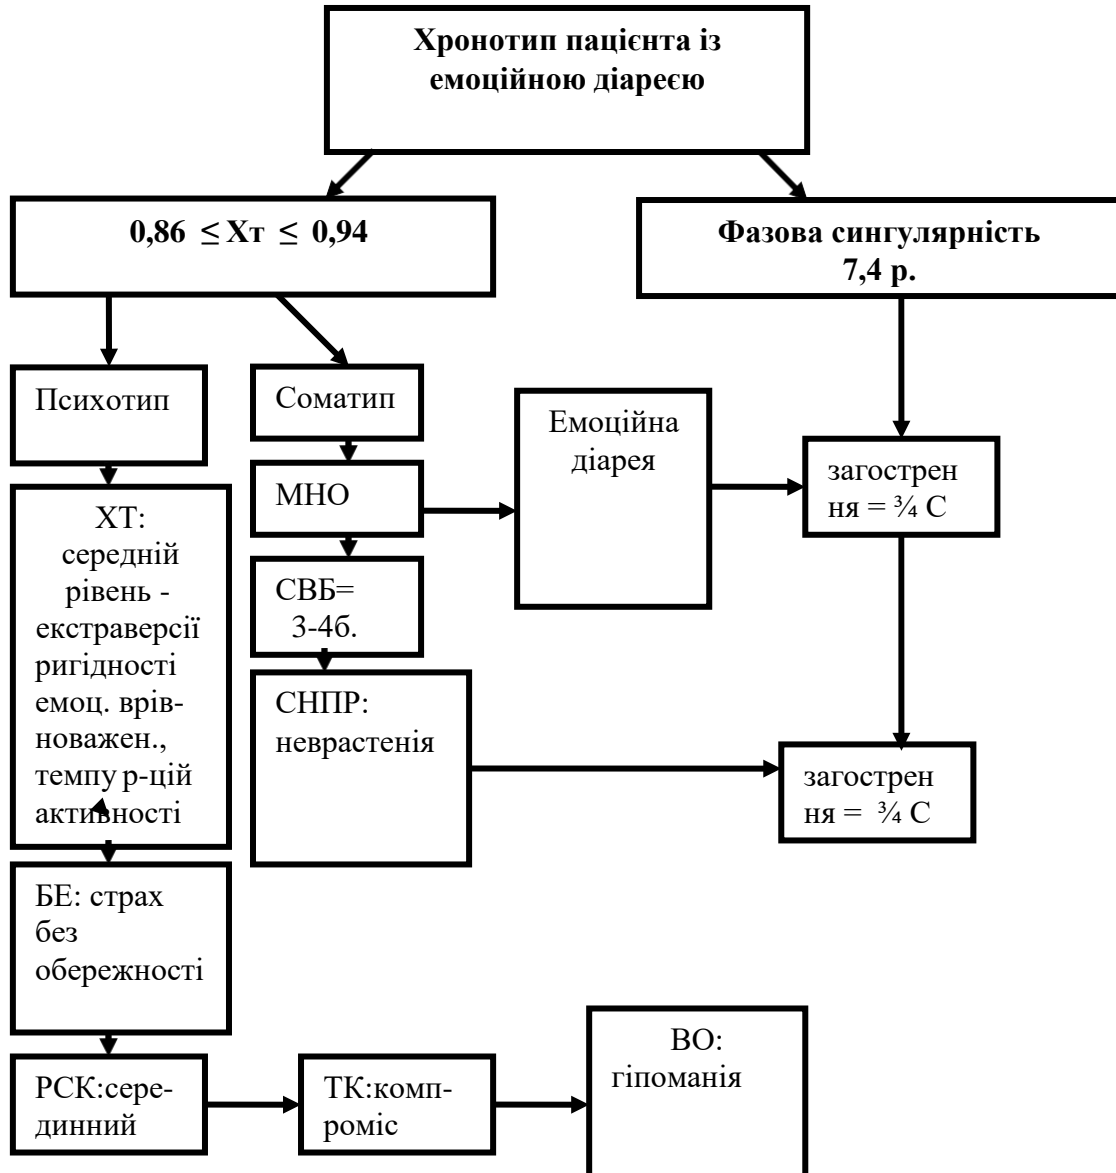 Хронотип пацієнта із
емоційною діареєю
0,86 ≤ Хт ≤ 0,94
Фазова сингулярність
7,4 р.
Психотип
Соматип
Емоційна
діарея
загострен
ня = ¾ С
МНО
ХТ:
середній
рівень -
екстраверсії
ригідності
емоц. врів-
новажен.,
темпу р-цій
активності
СВБ=
3-4б.
СНПР:
неврастенія
загострен
ня = ¾ С
БЕ: страх
без
обережності
РСК:сере-
динний
ТК:комп-
роміс
ВО:
гіпоманія